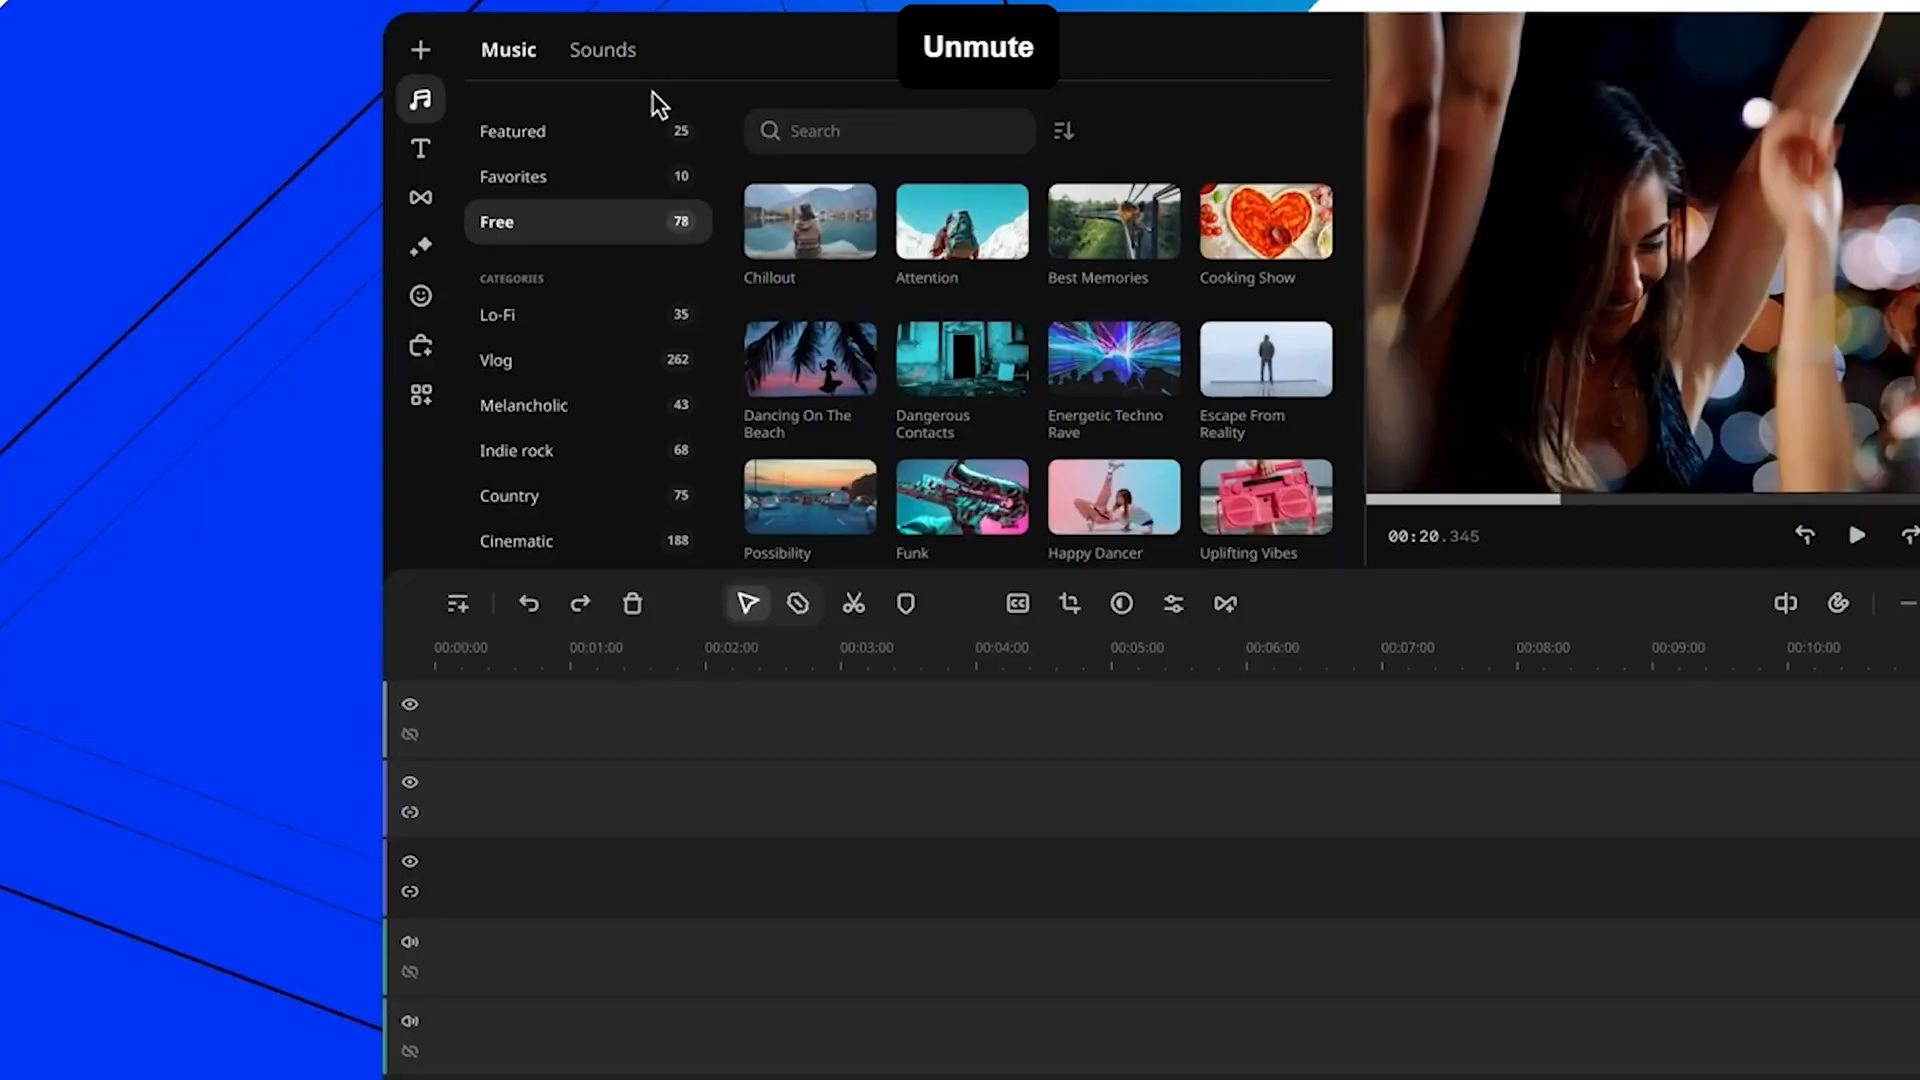 Unmute
Music
Sounds
Featured 25
Favorites 10
Free 78
CATEGORIES
Lo-Fi 35
Vlog 262
Melancholic 43
Indie rock 68
Country 75
Cinematic 188
Search
Chillout
Attention
Best Memories
Cooking Show
Dancing On The
Beach
Dangerous
Contacts
Energetic Techno
Rave
Escape From
Reality
Possibility
Funk
Happy Dancer
Uplifting Vibes
00:20.345
CC
00:00:00 00:01:00 00:02:00 00:03:00 00:04:00 00:05:00 00:06:00 00:07:00 00:08:00 00:09:00 00:10:00